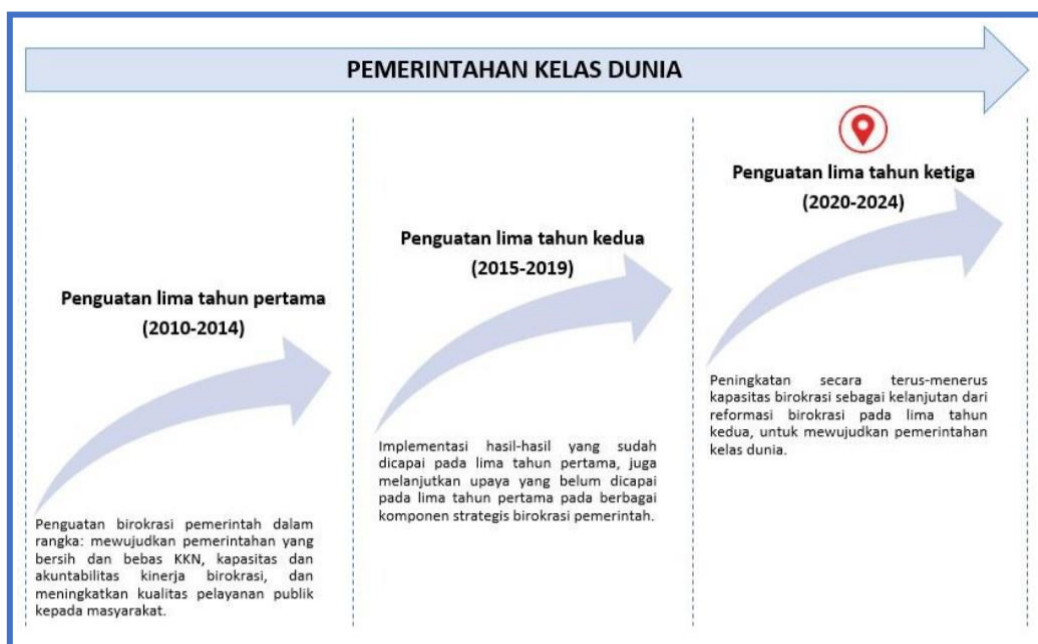 PEMERINTAHAN KELAS DUNIA
Penguatan lima tahun pertama
(2010-2014)
Penguatan birokrasi pemerintah dalam
rangka: mewujudkan pemerintahan yang
bersih dan bebas KKN, kapasitas dan
akuntabilitas kinerja birokrasi, dan
meningkatkan kualitas pelayanan publik
kepada masyarakat.
Penguatan lima tahun kedua
(2015-2019)
Implementasi hasil-hasil yang sudah
dicapai pada lima tahun pertama, juga
melanjutkan upaya yang belum dicapai
pada lima tahun pertama pada berbagai
komponen strategis birokrasi pemerintah.
Penguatan lima tahun ketiga
(2020-2024)
Peningkatan secara terus-menerus
kapasitas birokrasi sebagai kelanjutan dari
reformasi birokrasi pada lima tahun
kedua, untuk mewujudkan pemerintahan
kelas dunia.